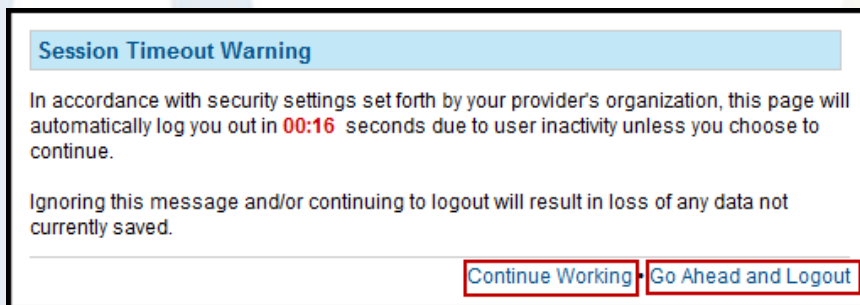 Session Timeout Warning
In accordance with security settings set forth by your provider's organization, this page will
automatically log you out in 00:16 seconds due to user inactivity unless you choose to
continue.
Ignoring this message and/or continuing to logout will result in loss of any data not
currently saved.
Continue Working • Go Ahead and Logout